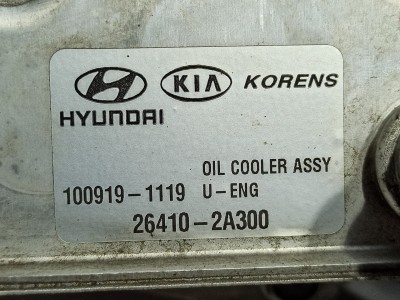 KIA KORENS
HYUNDAI
OIL COOLER ASSY
100919-1119 U-ENG
26410-2A300